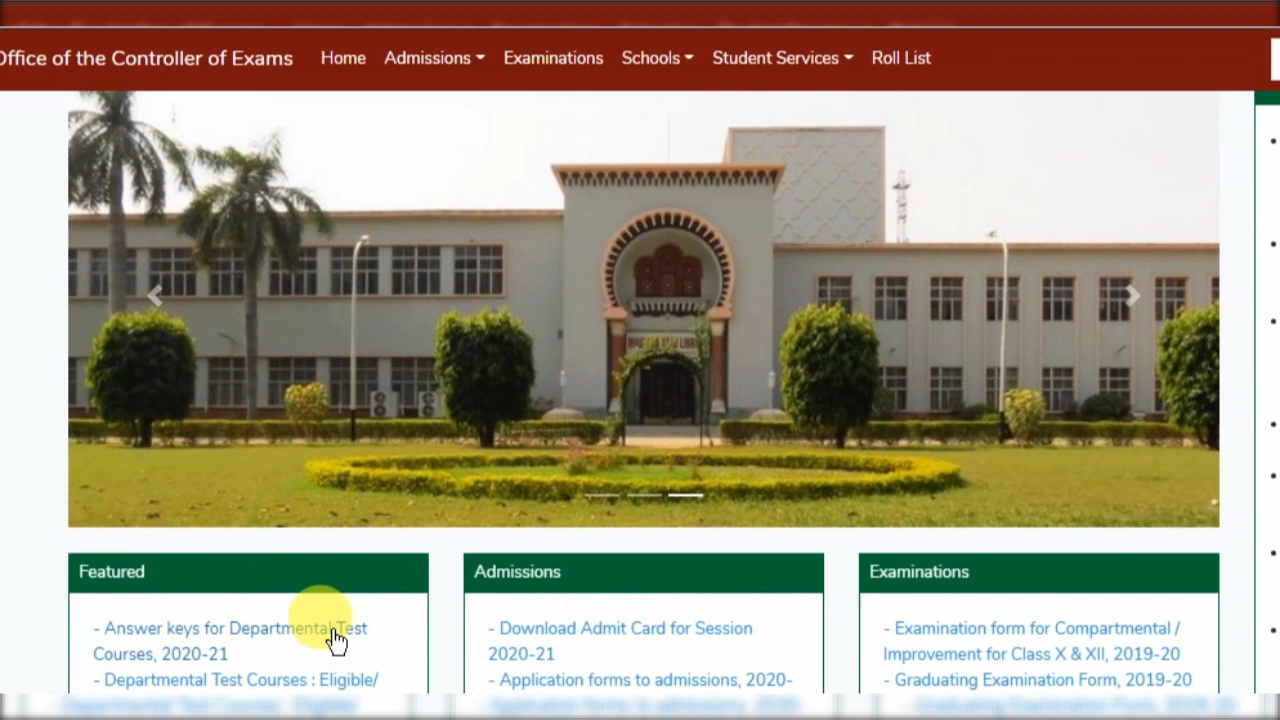 Office of the Controller of Exams Home Admissions Examinations Schools Student Services Roll List
Featured
- Answer keys for Departmental Test
Courses, 2020-21
- Departmental Test Courses : Eligible/
Admissions
- Download Admit Card for Session
2020-21
- Application forms to admissions, 2020-
Examinations
- Examination form for Compartmental /
Improvement for Class X & XII, 2019-20
- Graduating Examination Form, 2019-20